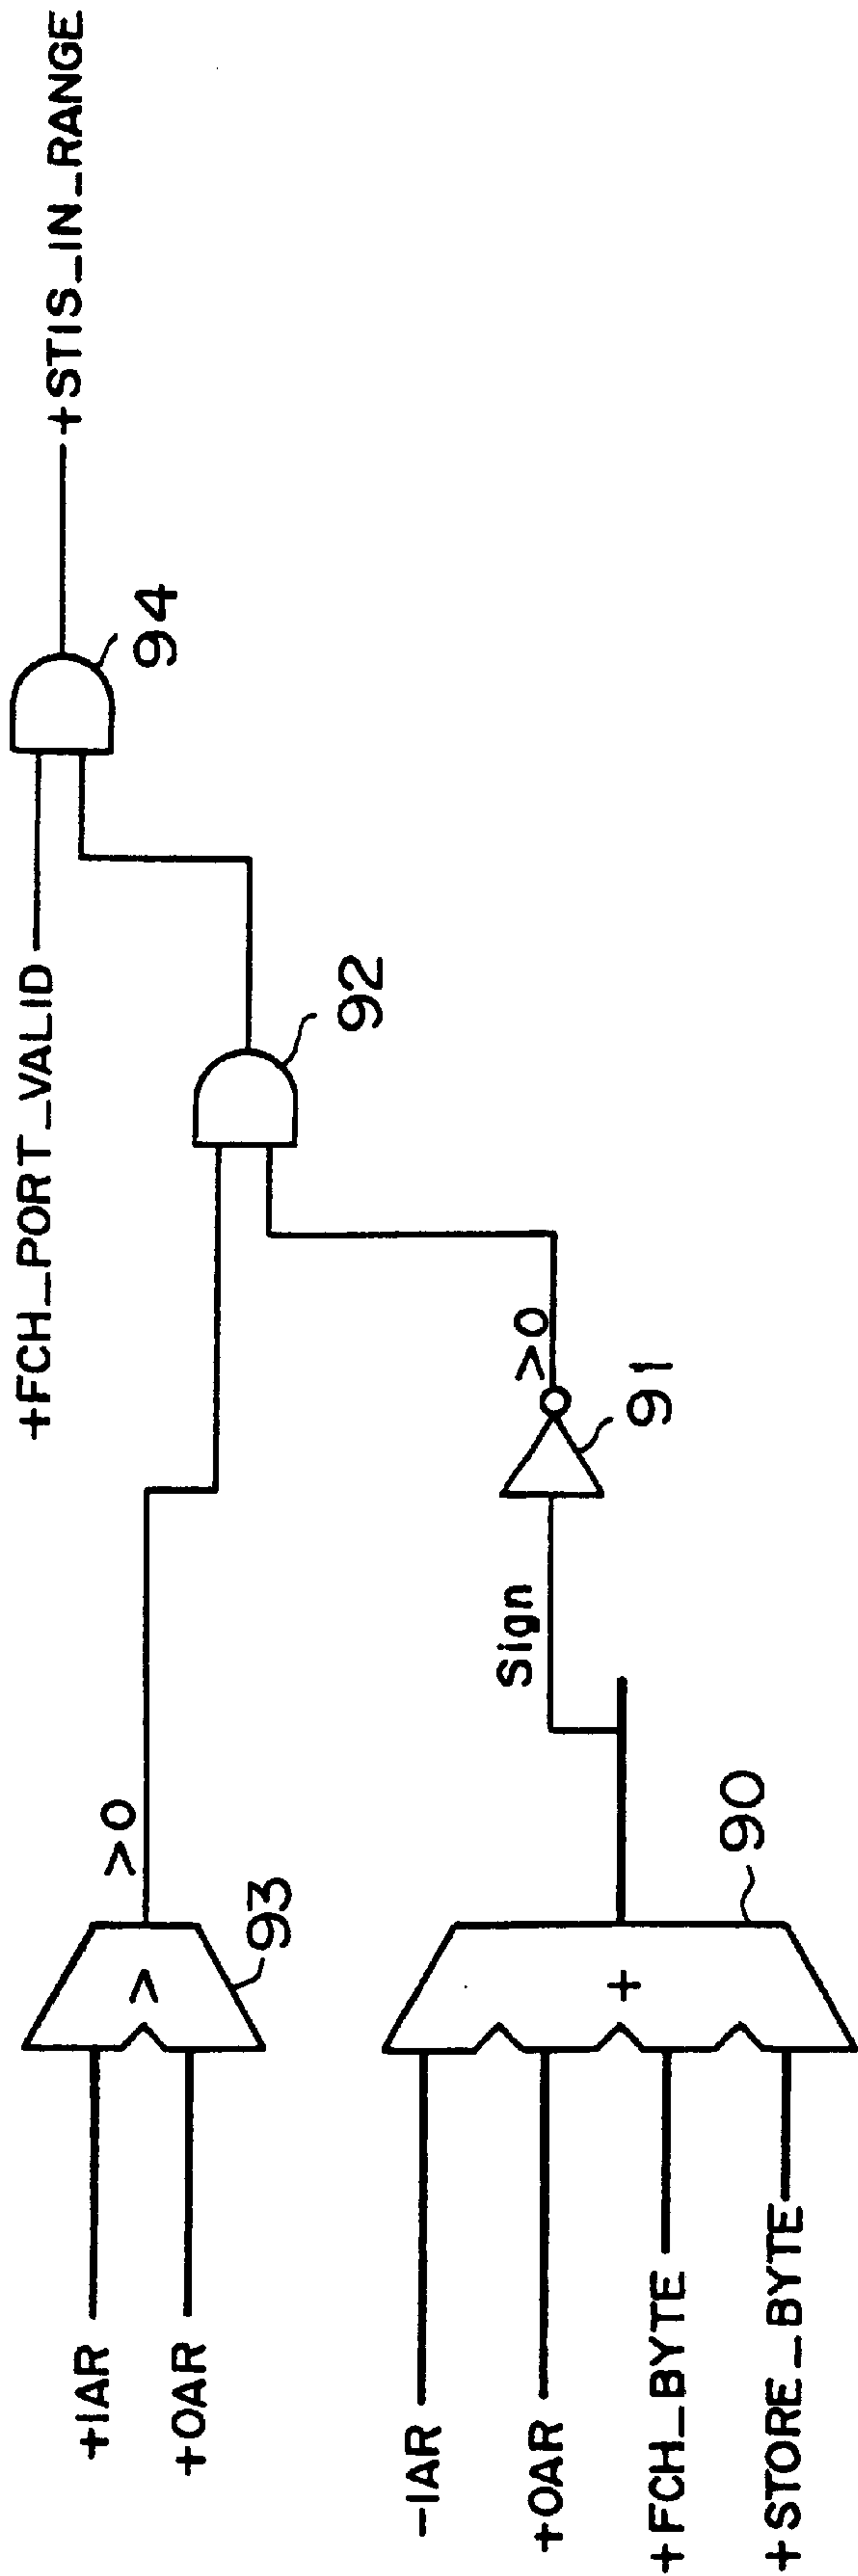 +FCH_PORT_VALID
+STIS_IN_RANGE
94
+IAR
+OAR
>
93
>0
92
-IAR
+OAR
+FCH_BYTE
+STORE_BYTE
+
90
Sign
>0
91